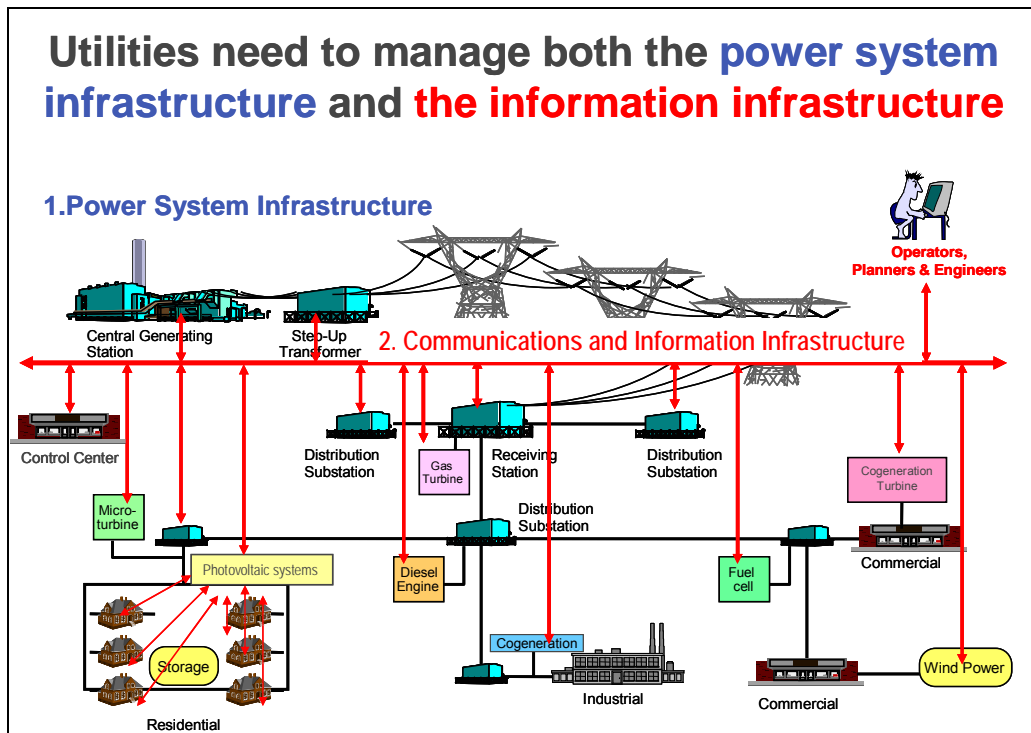 Utilities need to manage both the power system
infrastructure and the information infrastructure
1.Power System Infrastructure
Operators,
Planners & Engineers
Central Generating
Station
Step-Up
Transformer
2. Communications and Information Infrastructure
Control Center
Distribution
Substation
Gas
Turbine
Receiving
Station
Distribution
Substation
Cogeneration
Turbine
Micro-
turbine
Distribution
Substation
Commercial
Photovoltaic systems
Diesel
Engine
Fuel
cell
Storage
Cogeneration
Wind Power
Industrial
Commercial
Residential